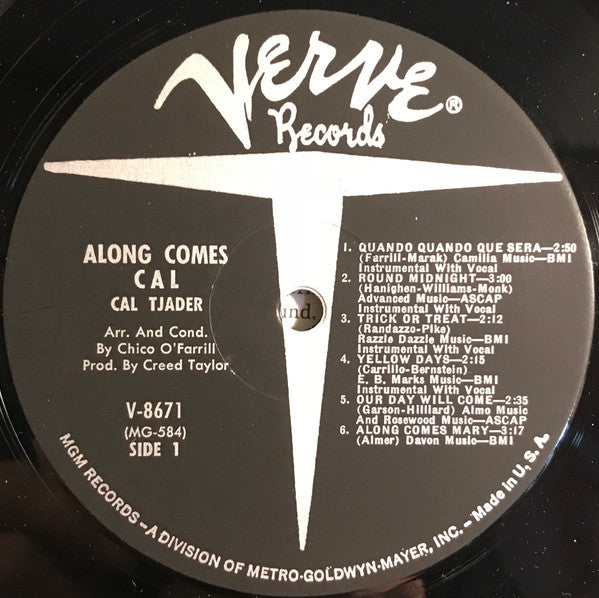 Verve®
Records
ALONG COMES
CAL
CAL TJADER
Arr. And Cond.
By Chico O'Farrill
Prod. By Creed Taylor
V-8671
(MG-584)
SIDE 1
und.
1. QUANDO QUANDO QUE SERA—2:50
(Farrill-Marak) Camilia Music—BMI
Instrumental With Vocal
2. ROUND MIDNIGHT—3:00
(Hanighen-Williams-Monk)
Advanced Music—ASCAP
Instrumental With Vocal
3. TRICK OR TREAT—2:12
(Randazzo-Pike)
Razzle Dazzle Music—BMI
Instrumental With Vocal
4. YELLOW DAYS—2:15
(Carrillo-Bernstein)
E. B. Marks Music—BMI
Instrumental With Vocal
5. OUR DAY WILL COME—2:35
(Garson-Hilliard) Almo Music
And Rosewood Music—ASCAP
6. ALONG COMES MARY—3:17
(Almer) Davon Music—BMI
MGM RECORDS—A DIVISION OF METRO-GOLDWYN-MAYER, INC.—Made in U. S. A.